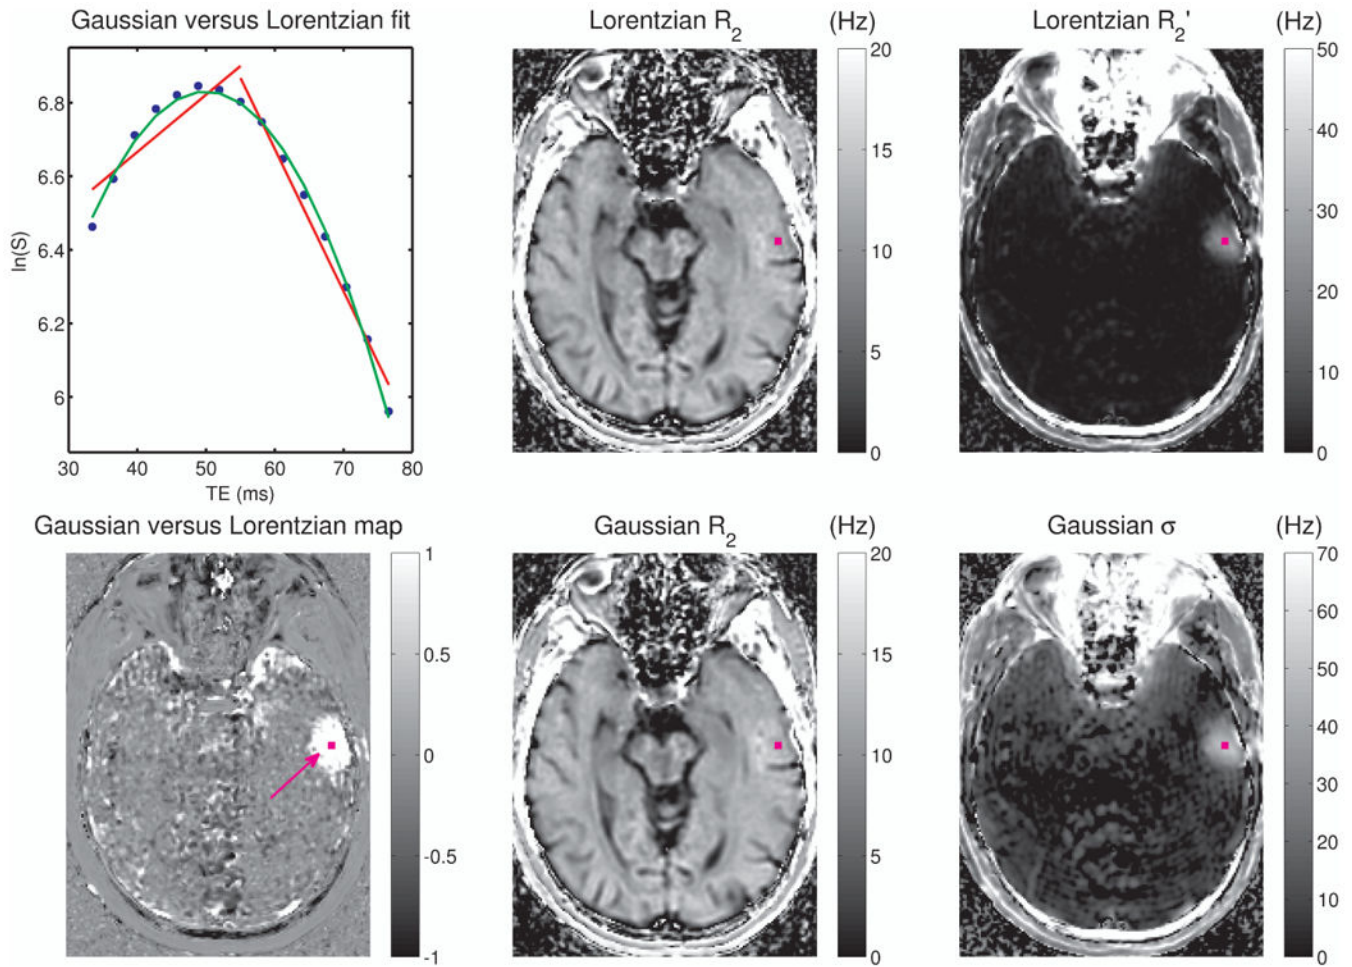 Gaussian versus Lorentzian fit
Lorentzian R2
(Hz)
Lorentzian R2'
(Hz)
6.8
6.6
6.4
6.2
6
ln(S)
30 40 50 60 70 80
TE (ms)
20
15
10
5
0
50
40
30
20
10
0
Gaussian versus Lorentzian map
Gaussian R2
(Hz)
Gaussian σ
(Hz)
1
0.5
0
-0.5
-1
20
15
10
5
0
70
60
50
40
30
20
10
0